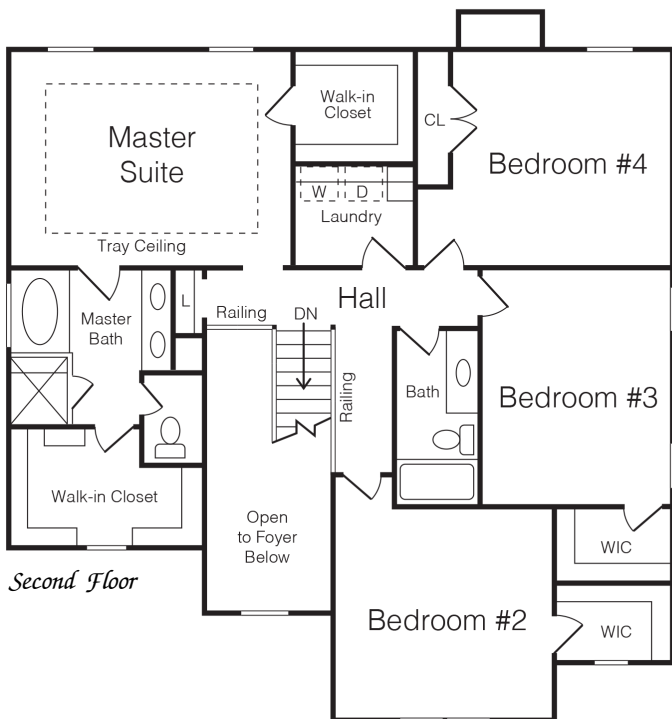 Walk-in
Closet
CL
Master
Suite
Bedroom #4
W
D
Laundry
Tray Ceiling
L
Railing
DN
Hall
Master
Bath
Railing
Bath
Bedroom #3
Walk-in Closet
Open
to Foyer
Below
WIC
Second Floor
Bedroom #2
WIC